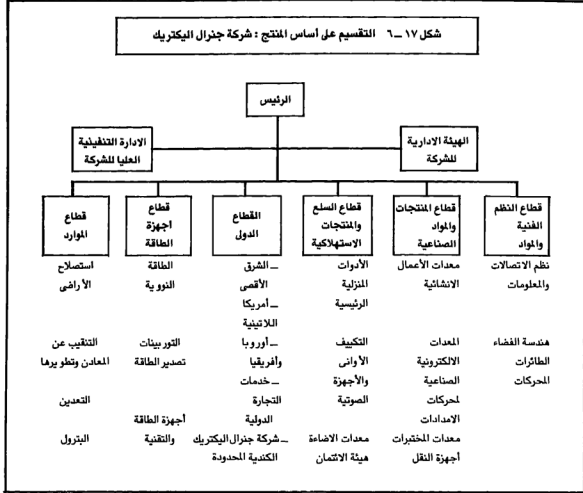 شكل ١٧ – ٦ التقسيم على أساس المنتج : شركة جنرال اليكتريك
الرئيس
الهيئة الادارية
للشركة
الادارة التنفينية
العليا للشركة
قطاع النظم
الفنية
والمواد
قطاع المنتجات
والمواد
الصناعية
قطاع السلع
والمنتجات
الاستهلاكية
القطاع
الدول
قطاع
أجهزة
الطاقة
قطاع
الموارد
نظم الاتصالات
والمعلومات
هندسة الفضاء
الطائرات
المحركات
معدات الأعمال
الانشائية
المعدات
الالكترونية
الصناعية
لمحركات
الامدادات
معدات المختبرات
أجهزة النقل
الأدوات
المنزلية
الرئيسية
التكييف
الأوانى
والأجهزة
الصوتية
معدات الاضاءة
هيئة الائتمان
– الشرق
الأقصى
– أمريكا
اللاتينية
– أوروبا
وأفريقيا
– خدمات
التجارة
الدولية
– شركة جنرال اليكتريك
الكندية المحدودة
الطاقة
النووية
التوربينات
تصدير الطاقة
أجهزة الطاقة
والتقنية
استصلاح
الأراضى
التنقيب عن
المعادن وتطويرها
التعدين
البترول